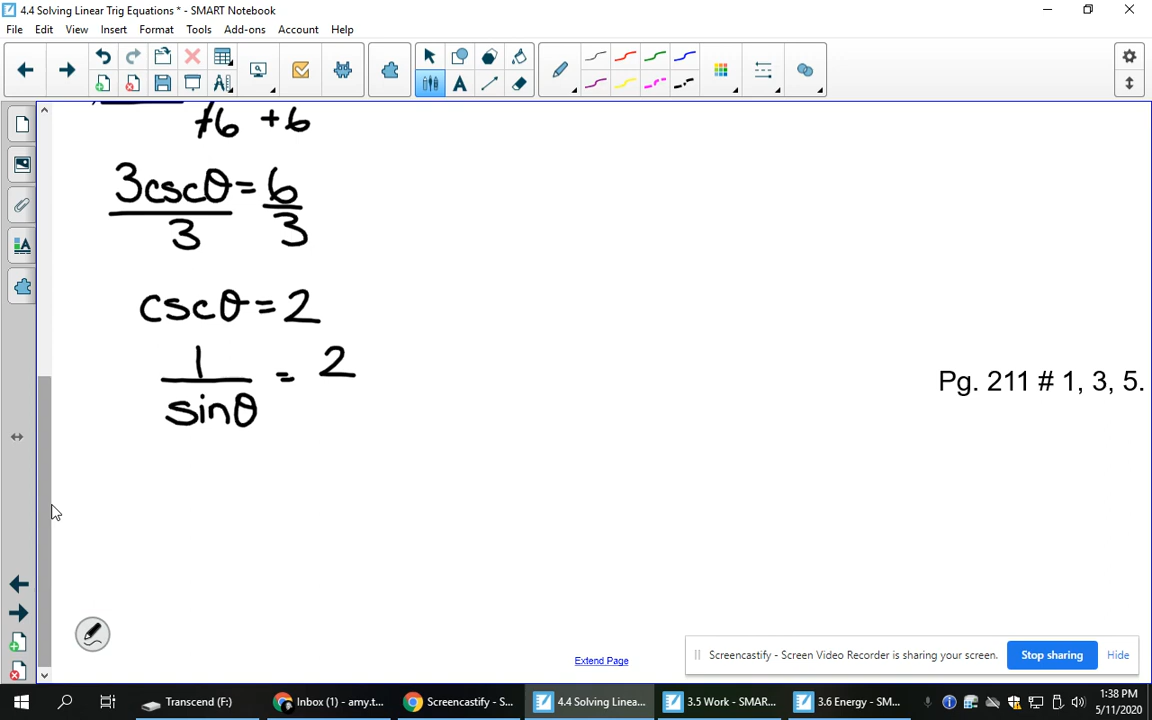 4.4 Solving Linear Trig Equations * - SMART Notebook
File Edit View Insert Format Tools Add-ons Account Help
+6 +6
3cscθ = 6
3 3
cscθ = 2
1 = 2
sinθ
Pg. 211 # 1, 3, 5.
Extend Page
Screencastify - Screen Video Recorder is sharing your screen. Stop sharing Hide
Transcend (F:) Inbox (1) - amy.t... Screencastify - S... 4.4 Solving Linea... 3.5 Work - SMAR... 3.6 Energy - SM...
1:38 PM
5/11/2020